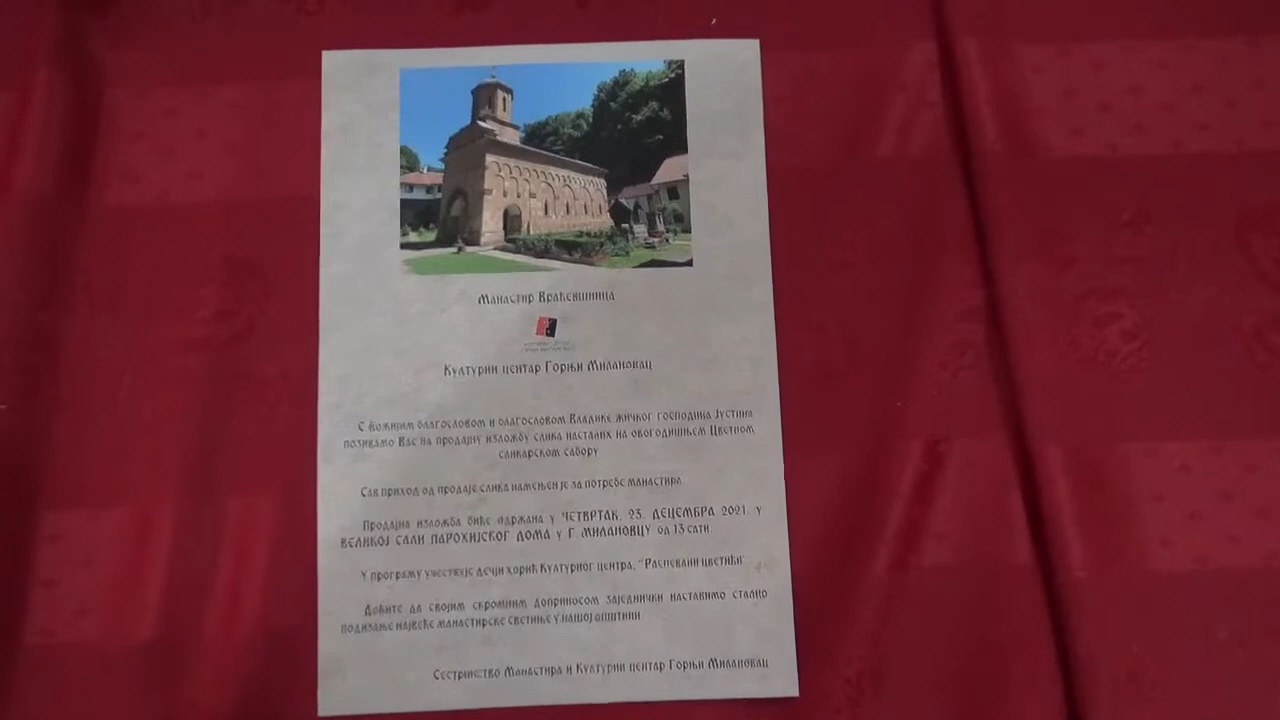 Манастир Враћевшница
Културни центар Горњи Милановац
С Божијим благословом и благословом Владике жичког господина Јустина
позивамо Вас на продајну изложбу слика насталих на овогодишњем Цветном
сликарском сабору
Сав приход од продаје слика намењен је за потребе манастира.
Продајна изложба биће одржана у ЧЕТВРТАК, 23. ДЕЦЕМБРА 2021. у
ВЕЛИКОЈ САЛИ ПАРОХИЈСКОГ ДОМА у Г. МИЛАНОВЦУ од 13 сати.
У програму учествује дечји хорић Културног центра, "Распевани цветићи"
Дођите да својим скромним доприносом заједнички наставимо стално
подизање највеће манастирске светиње у нашој општини
Сестринство Манастира и Културни центар Горњи Милановац